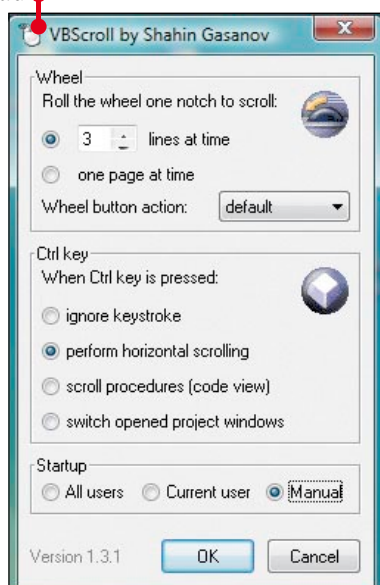 VBScroll by Shahin Gasanov
Wheel
Roll the wheel one notch to scroll:
3 lines at time
one page at time
Wheel button action: default
Ctrl key
When Ctrl key is pressed:
ignore keystroke
perform horizontal scrolling
scroll procedures (code view)
switch opened project windows
Startup
All users Current user Manual
Version 1.3.1 OK Cancel